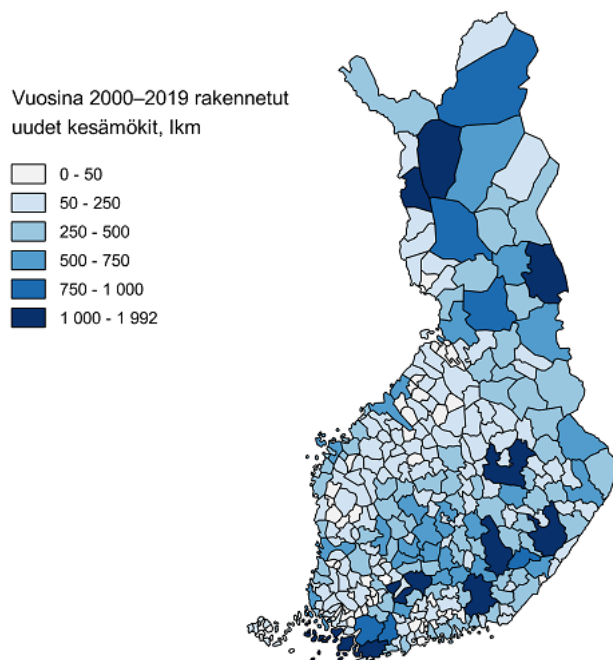 Vuosina 2000–2019 rakennetut
uudet kesämökit, lkm
0 - 50
50 - 250
250 - 500
500 - 750
750 - 1 000
1 000 - 1 992